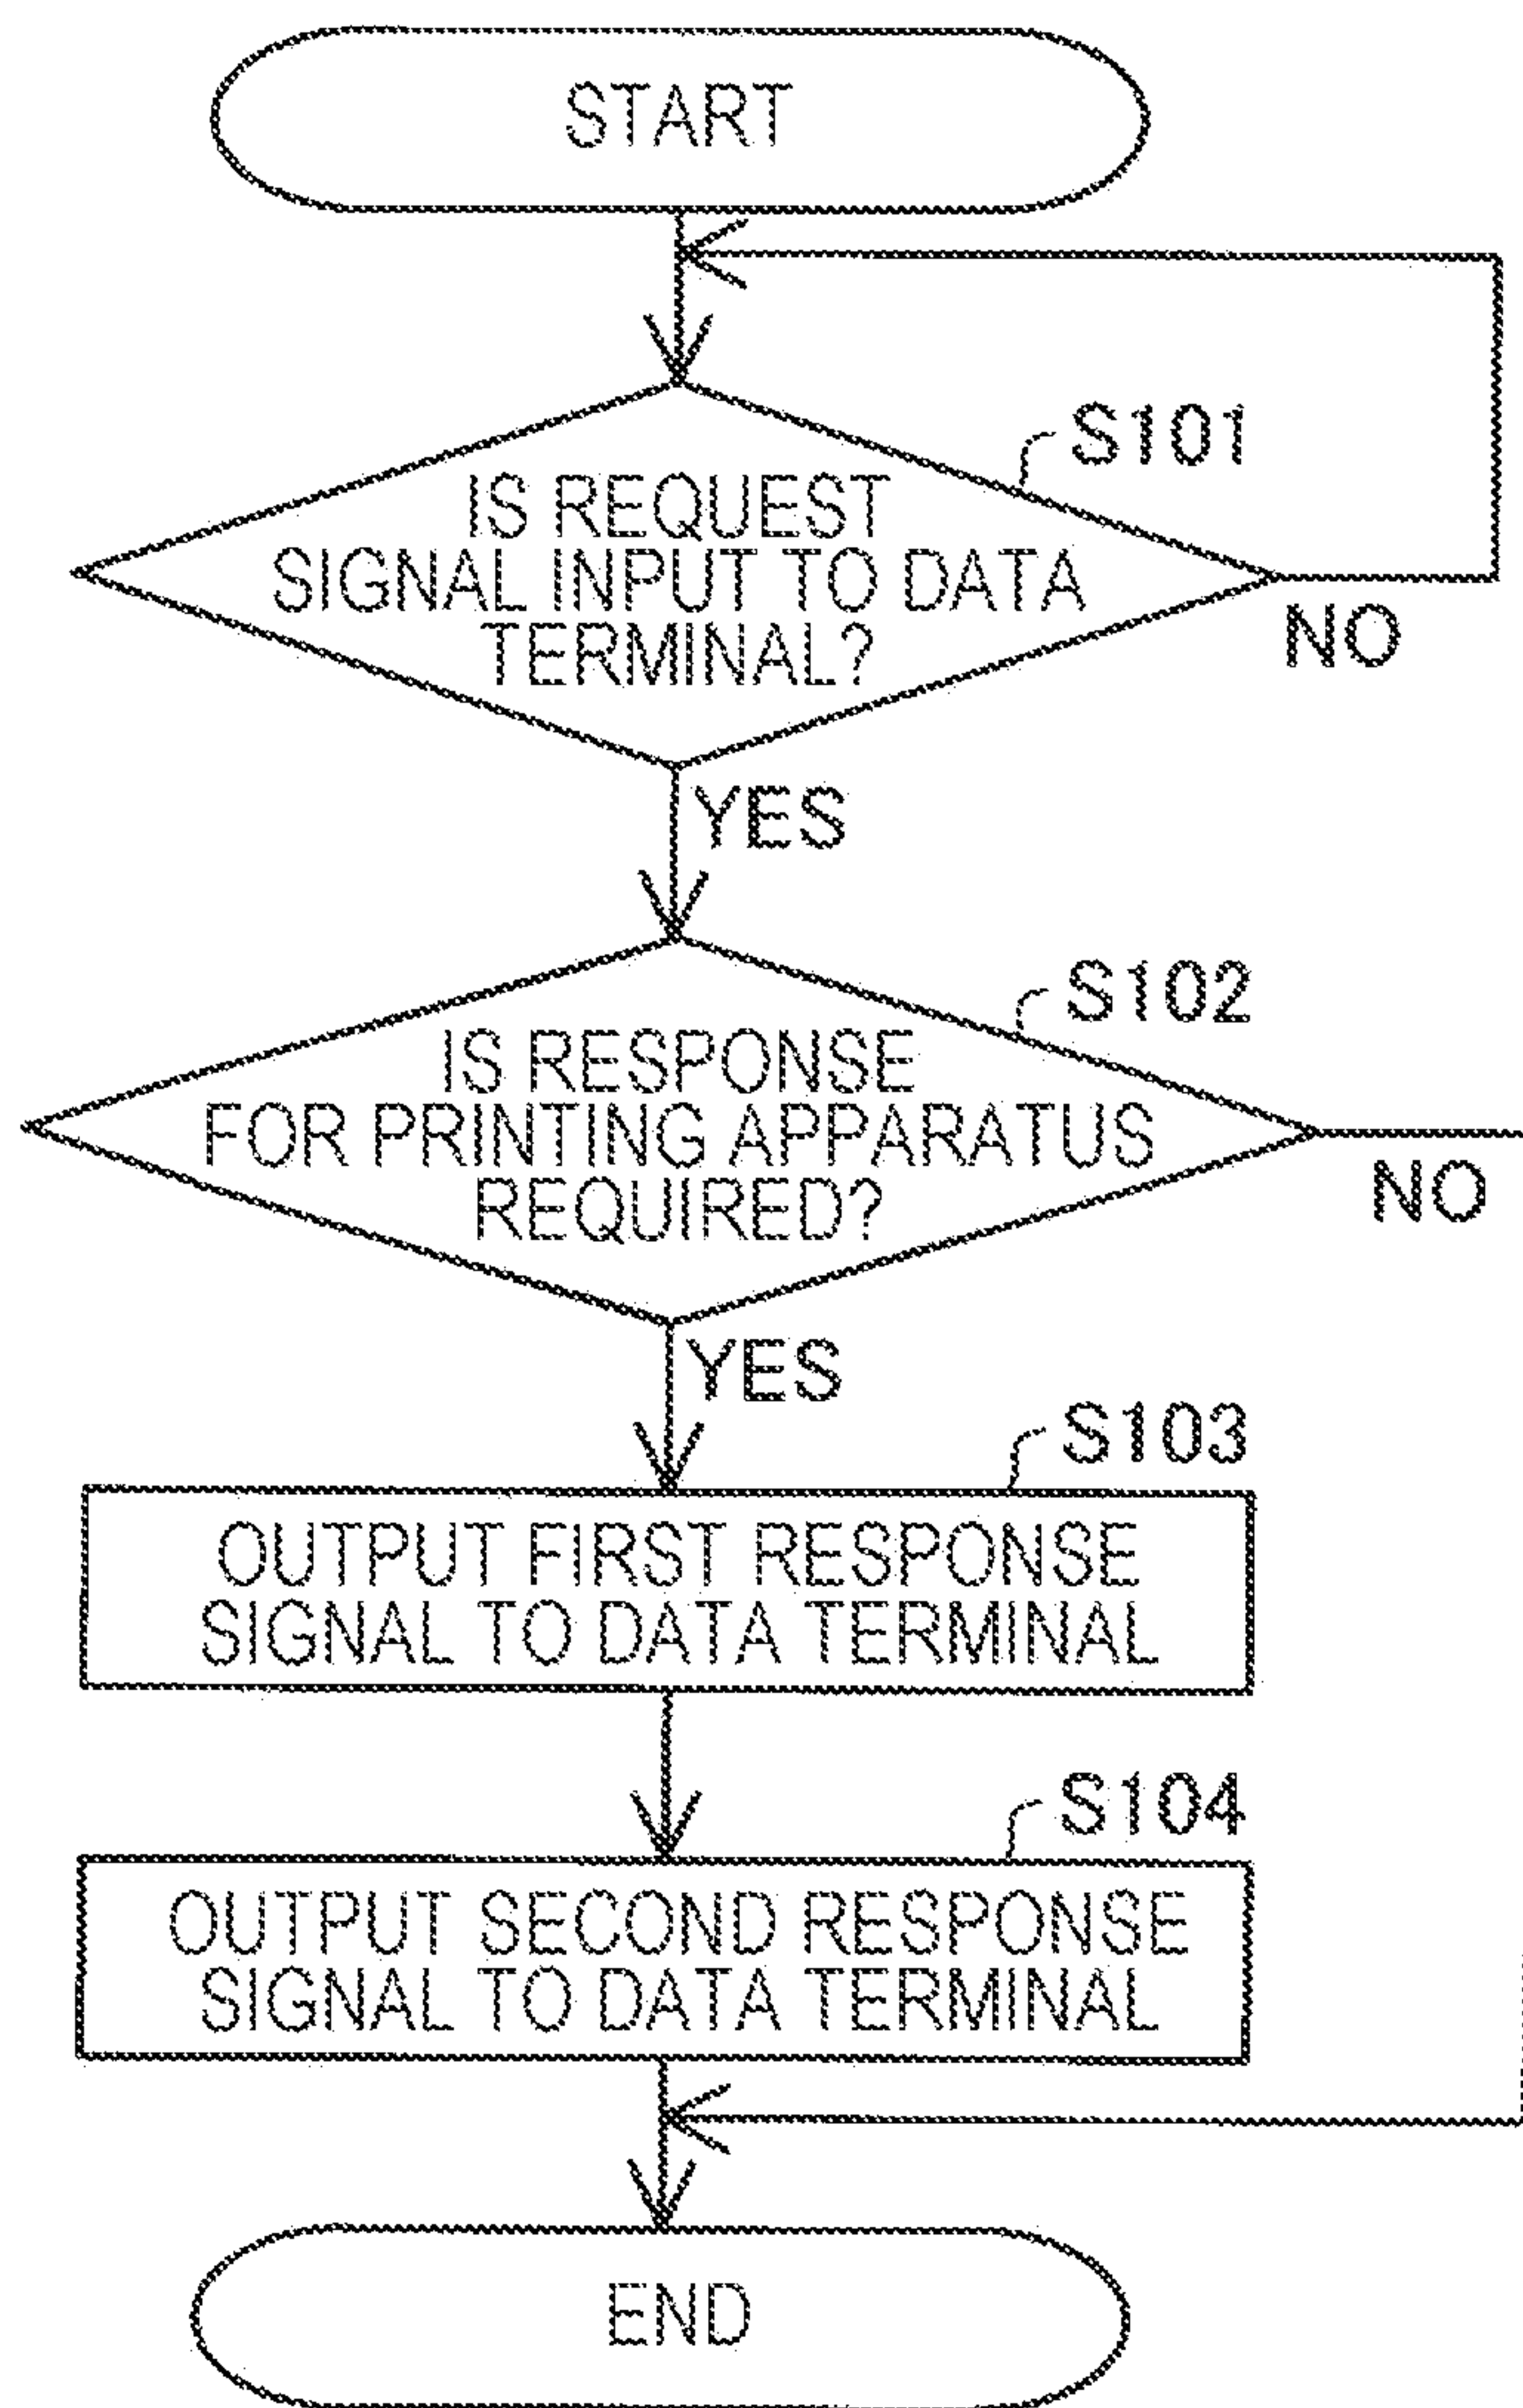 START
S101
IS REQUEST
SIGNAL INPUT TO DATA
TERMINAL?
NO
YES
S102
IS RESPONSE
FOR PRINTING APPARATUS
REQUIRED?
NO
YES
S103
OUTPUT FIRST RESPONSE
SIGNAL TO DATA TERMINAL
S104
OUTPUT SECOND RESPONSE
SIGNAL TO DATA TERMINAL
END